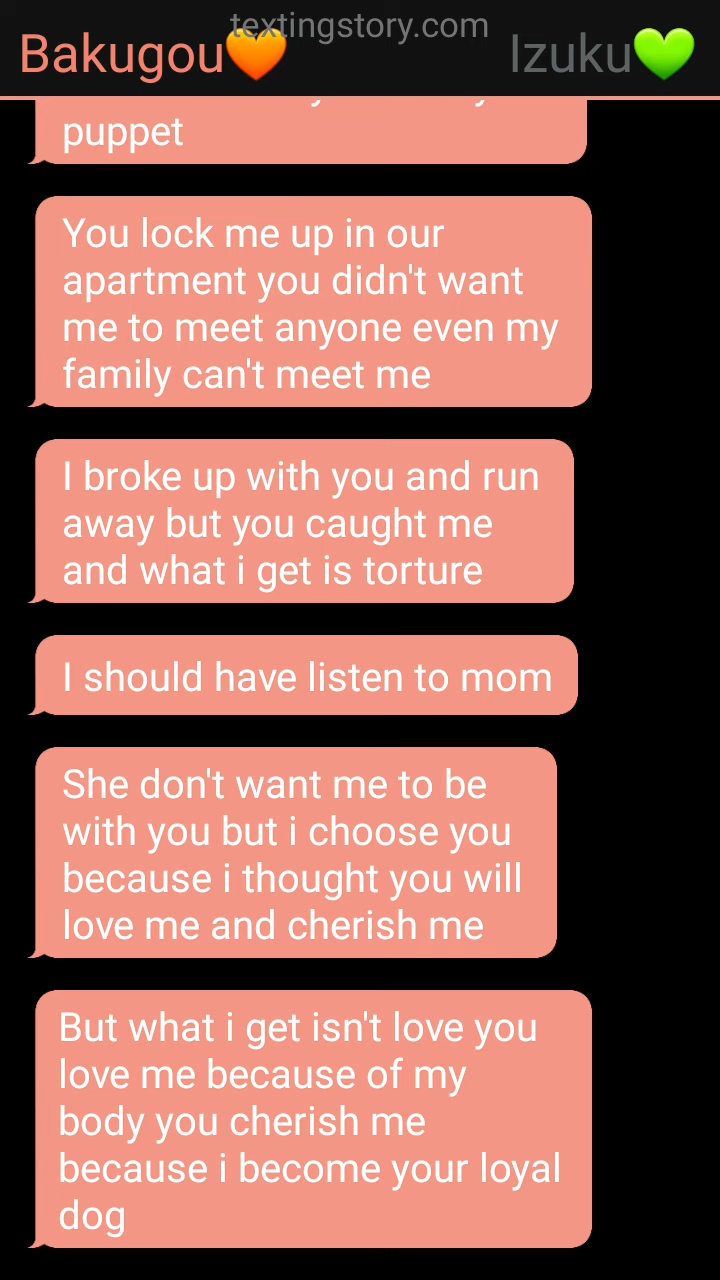 textingstory.com
Bakugou🧡 Izuku💚
puppet
You lock me up in our
apartment you didn't want
me to meet anyone even my
family can't meet me
I broke up with you and run
away but you caught me
and what i get is torture
I should have listen to mom
She don't want me to be
with you but i choose you
because i thought you will
love me and cherish me
But what i get isn't love you
love me because of my
body you cherish me
because i become your loyal
dog